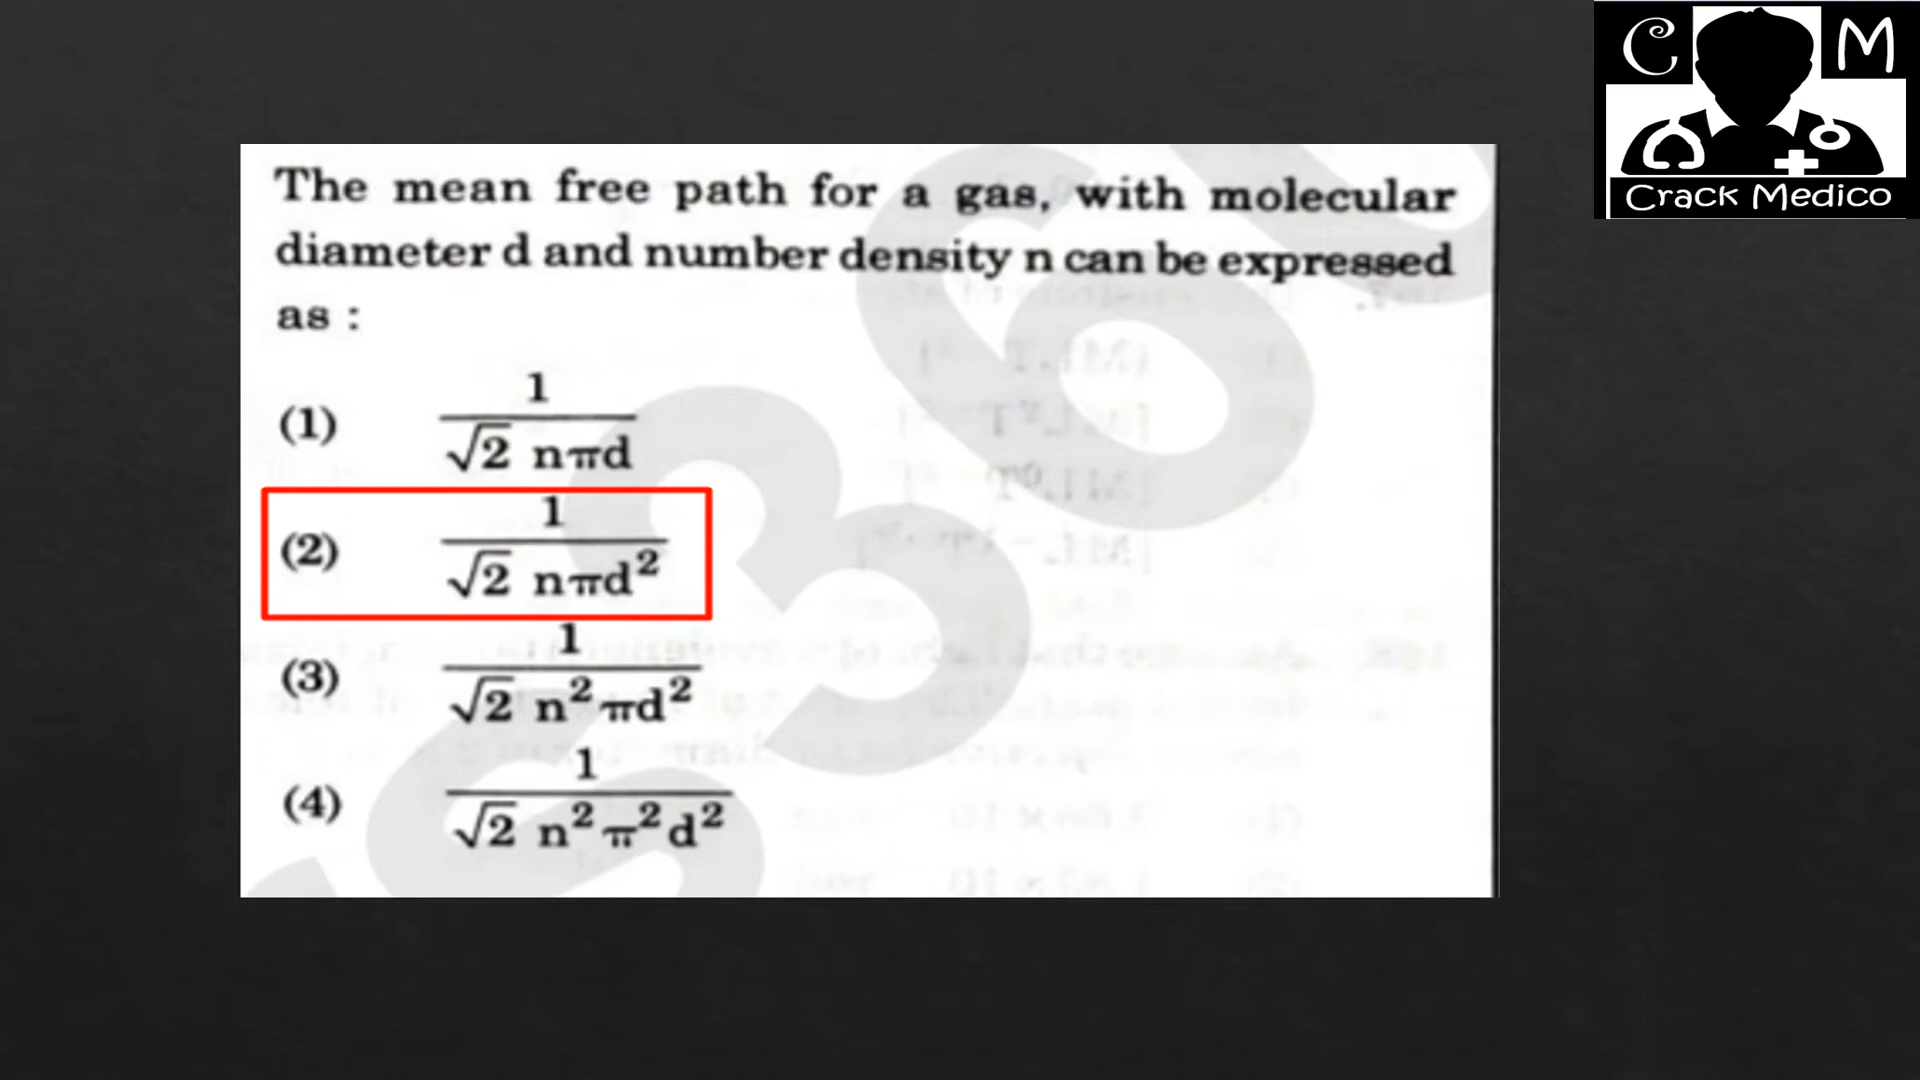 C M
Crack Medico
The mean free path for a gas, with molecular
diameter d and number density n can be expressed
as :
(1) 1/(√2 nπd)
(2) 1/(√2 nπd²)
(3) 1/(√2 n²πd²)
(4) 1/(√2 n²π²d²)